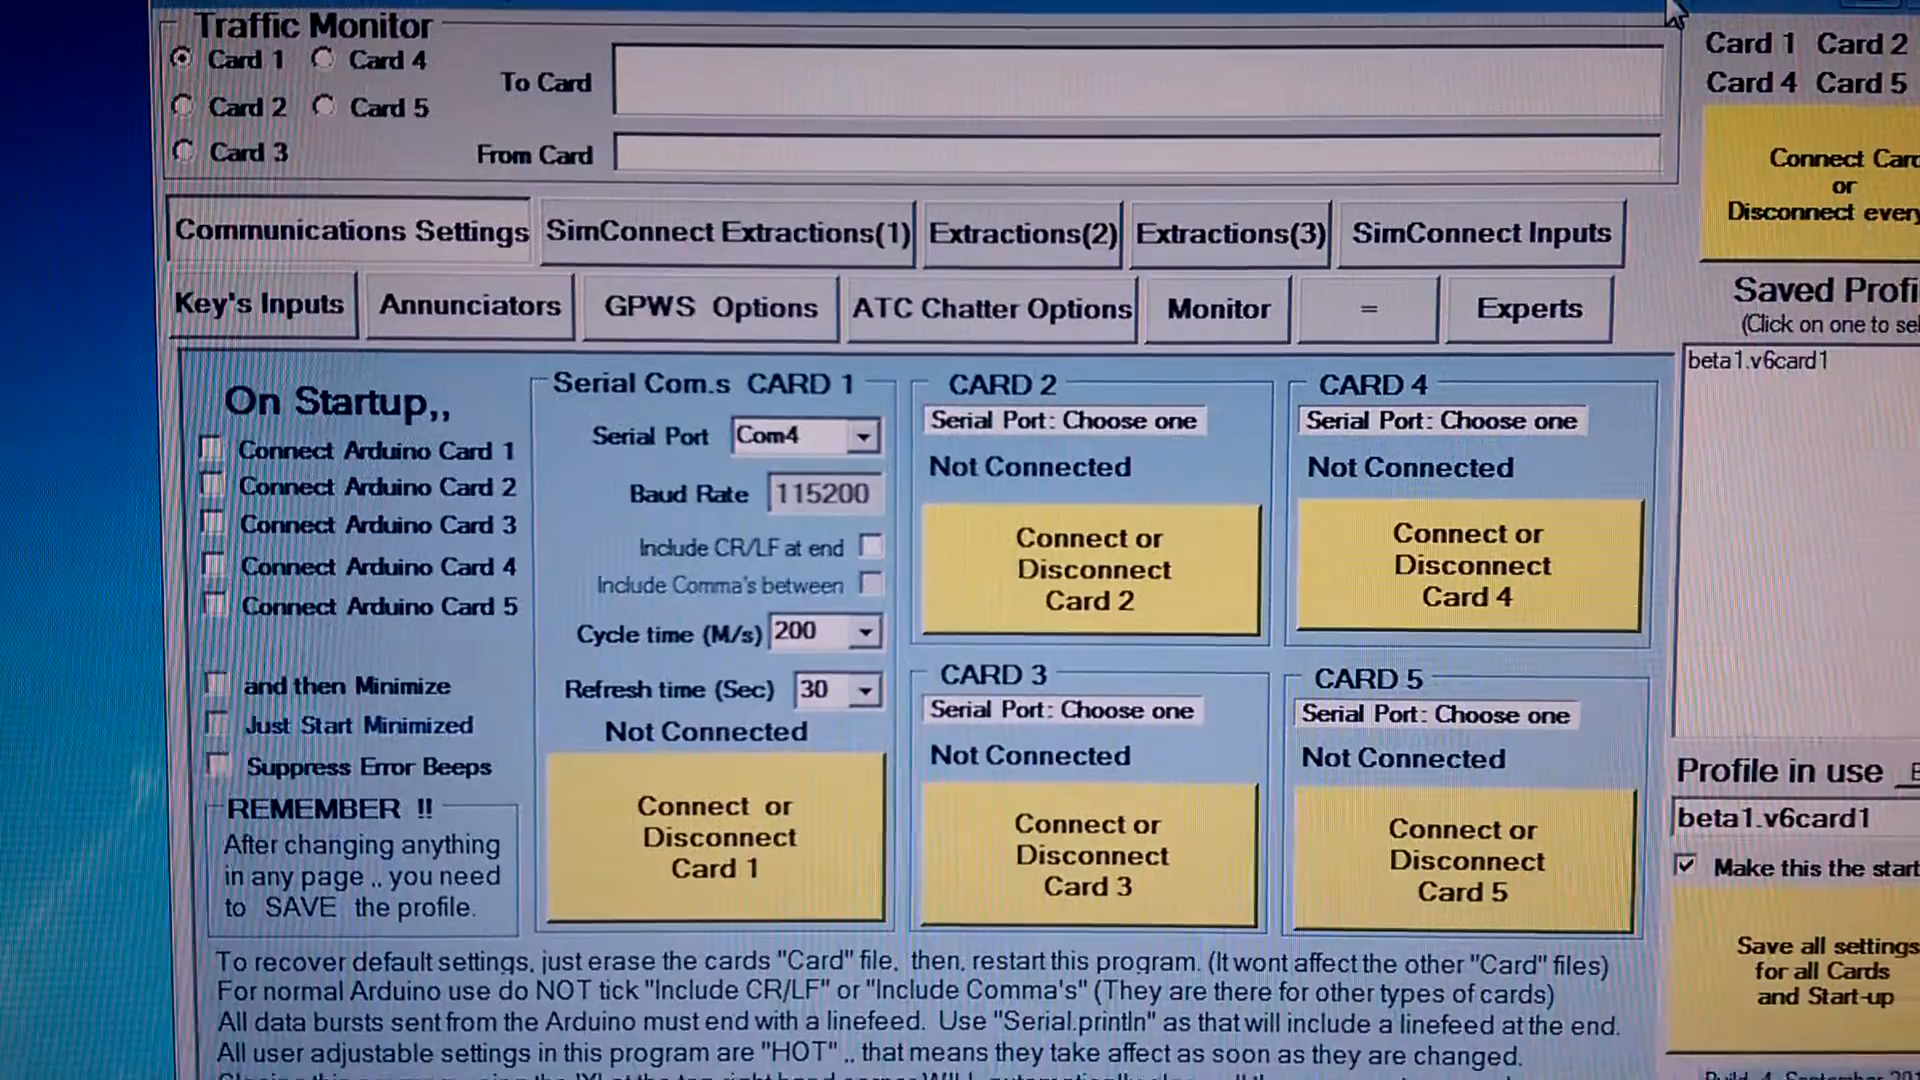 Traffic Monitor
Card 1 Card 4
Card 2 Card 5
Card 3
To Card
From Card
Card 1 Card 2
Card 4 Card 5
Connect Card
or
Disconnect every
Communications Settings SimConnect Extractions(1) Extractions(2) Extractions(3) SimConnect Inputs
Key's Inputs Annunciators GPWS Options ATC Chatter Options Monitor = Experts
Saved Profi
(Click on one to sel
beta1.v6card1
On Startup,,
Connect Arduino Card 1
Connect Arduino Card 2
Connect Arduino Card 3
Connect Arduino Card 4
Connect Arduino Card 5
and then Minimize
Just Start Minimized
Suppress Error Beeps
REMEMBER !!
After changing anything
in any page .. you need
to SAVE the profile.
Serial Com.s CARD 1
Serial Port Com4
Baud Rate 115200
Include CR/LF at end
Include Comma's between
Cycle time (M/s) 200
Refresh time (Sec) 30
Not Connected
Connect or
Disconnect
Card 1
CARD 2
Serial Port: Choose one
Not Connected
Connect or
Disconnect
Card 2
CARD 3
Serial Port: Choose one
Not Connected
Connect or
Disconnect
Card 3
CARD 4
Serial Port: Choose one
Not Connected
Connect or
Disconnect
Card 4
CARD 5
Serial Port: Choose one
Not Connected
Connect or
Disconnect
Card 5
Profile in use
beta1.v6card1
Make this the start
Save all settings
for all Cards
and Start-up
To recover default settings, just erase the cards "Card" file, then, restart this program. (It wont affect the other "Card" files)
For normal Arduino use do NOT tick "Include CR/LF" or "Include Comma's" (They are there for other types of cards)
All data bursts sent from the Arduino must end with a linefeed. Use "Serial.println" as that will include a linefeed at the end.
All user adjustable settings in this program are "HOT" .. that means they take affect as soon as they are changed.